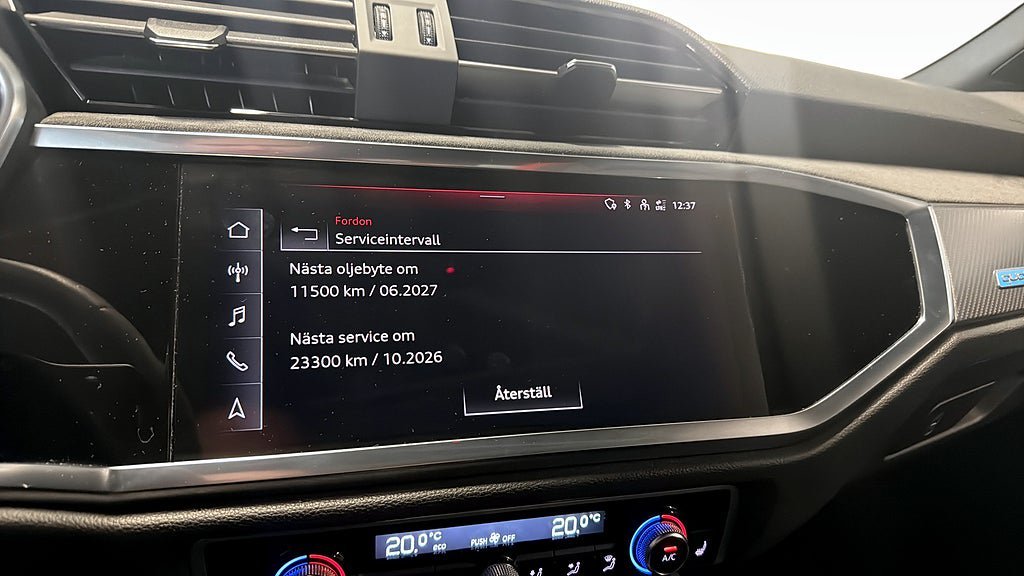 12:37
Fordon
Serviceintervall
Nästa oljebyte om
11500 km / 06.2027
Nästa service om
23300 km / 10.2026
Återställ
20,0°C eco
PUSH OFF
20,0°C
A/C